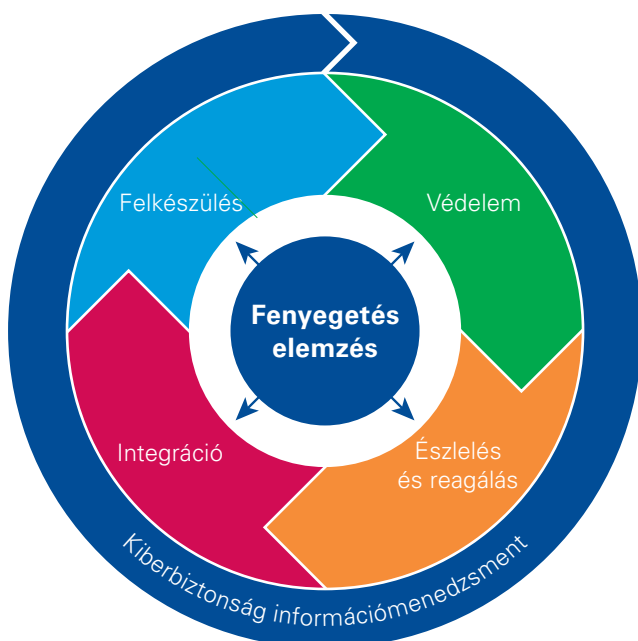 Felkészülés
Védelem
Fenyegetés
elemzés
Integráció
Észlelés
és reagálás
Kiberbiztonság információmenedzsment